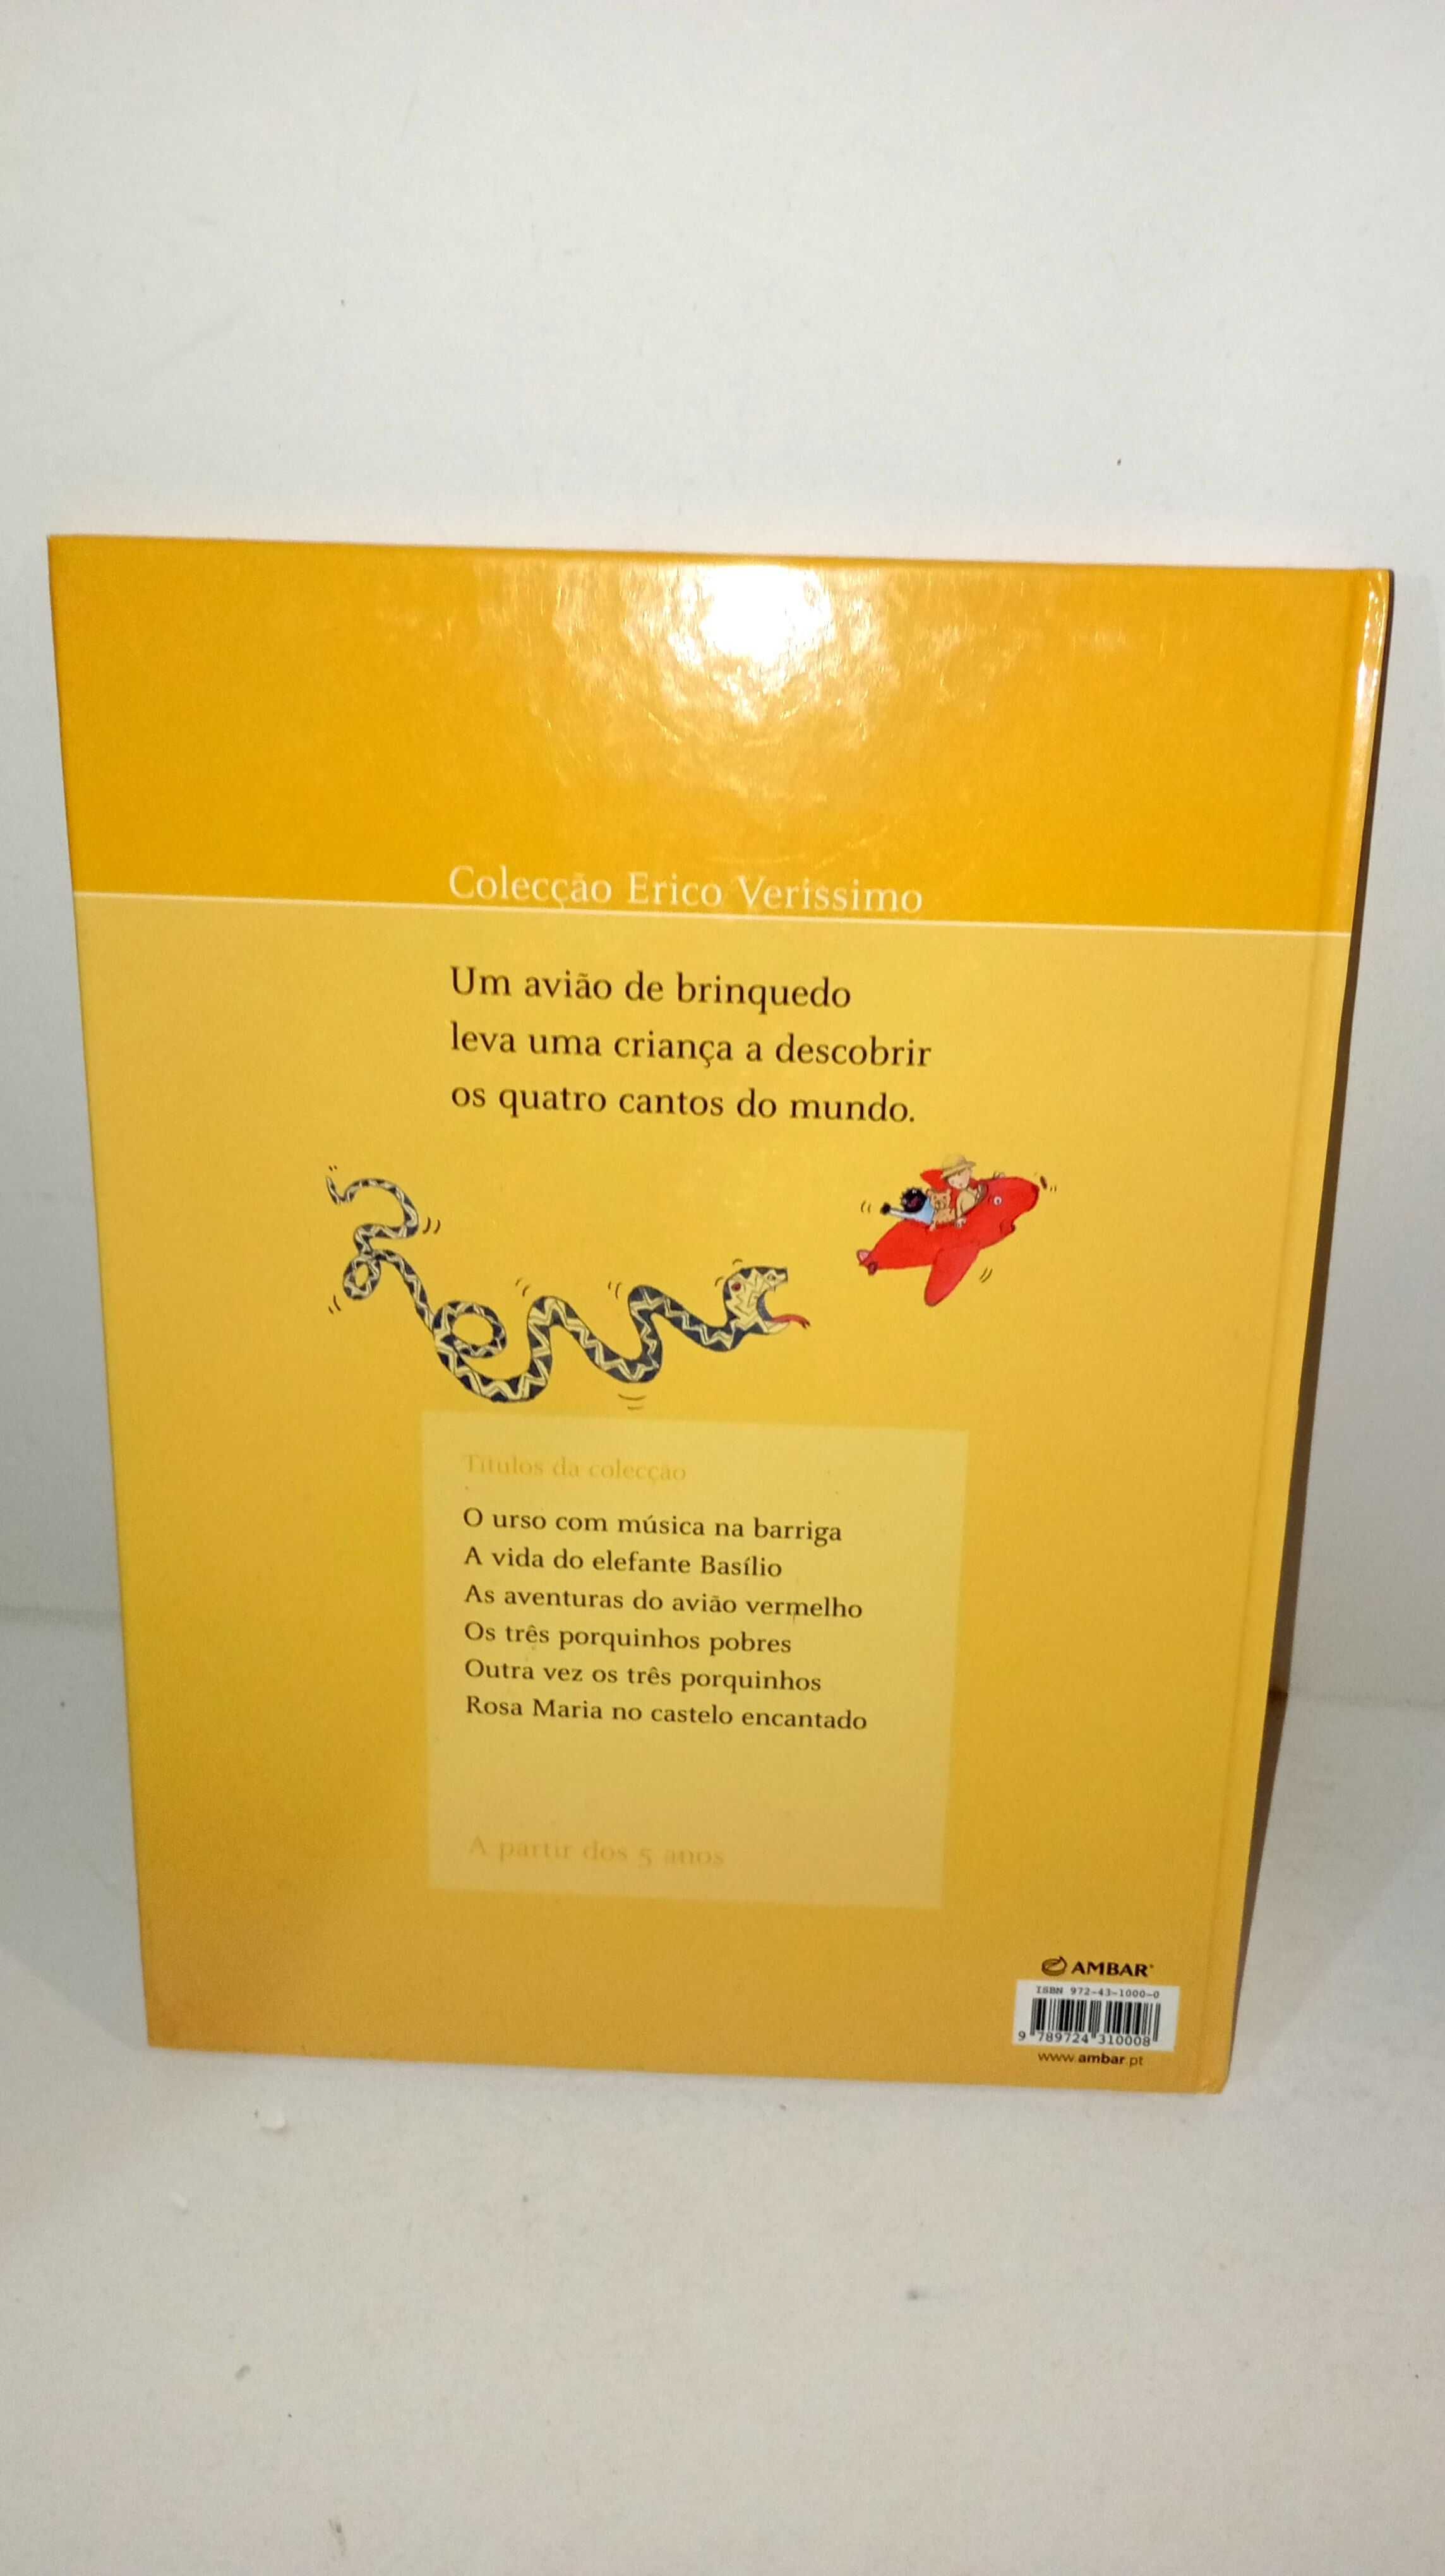 Colecção Erico Veríssimo
Um avião de brinquedo
leva uma criança a descobrir
os quatro cantos do mundo.
Títulos da colecção
O urso com música na barriga
A vida do elefante Basílio
As aventuras do avião vermelho
Os três porquinhos pobres
Outra vez os três porquinhos
Rosa Maria no castelo encantado
A partir dos 5 anos
AMBAR
ISBN 972-43-1000-0
9 789724 310008
www.ambar.pt